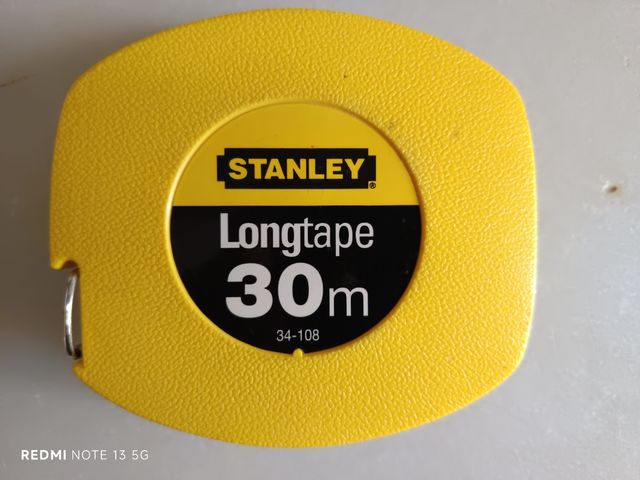 STANLEY®
Longtape
30m
34-108
REDMI NOTE 13 5G